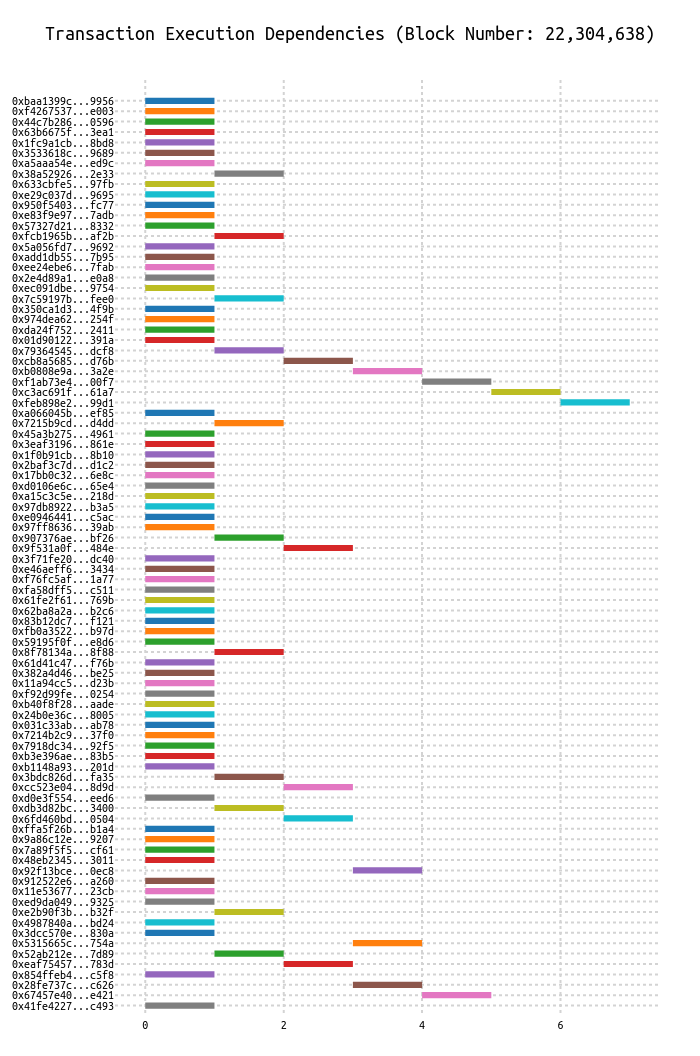 Transaction Execution Dependencies (Block Number: 22,304,638)
0xbaa1399c...9956
0xf4267537...e003
0x44c7b286...0596
0x63b6675f...3ea1
0x1fc9a1cb...8bd8
0x3533618c...9689
0xa5aaa54e...ed9c
0x38a52926...2e33
0x633cbfe5...97fb
0xe29c037d...9695
0x950f5403...fc77
0xe83f9e97...7adb
0x57327d21...8332
0xfcb1965b...af2b
0x5a056fd7...9692
0xadd1db55...7b95
0xee24ebe6...7fab
0x2e4d89a1...e0a8
0xec091dbe...9754
0x7c59197b...fee0
0x350ca1d3...4f9b
0x974dea62...254f
0xda24f752...2411
0x01d90122...391a
0x79364545...dcf8
0xcb8a5685...d76b
0xb0808e9a...3a2e
0xf1ab73e4...00f7
0xc3ac691f...61a7
0xfeb898e2...99d1
0xa066045b...ef85
0x7215b9cd...d4dd
0x45a3b275...4961
0x3eaf3196...861e
0x1f0b91cb...8b10
0x2baf3c7d...d1c2
0x17bb0c32...6e8c
0xd0106e6c...65e4
0xa15c3c5e...218d
0x97db8922...b3a5
0xe0946441...c5ac
0x97ff8636...39ab
0x907376ae...bf26
0x9f531a0f...484e
0x3f71fe20...dc40
0xe46aeff6...3434
0xf76fc5af...1a77
0xfa58dff5...c511
0x61fe2f61...769b
0x62ba8a2a...b2c6
0x83b12dc7...f121
0xfb0a3522...b97d
0x59195f0f...e8d6
0x8f78134a...8f88
0x61d41c47...f76b
0x382a4d46...be25
0x11a94cc5...d23b
0xf92d99fe...0254
0xb40f8f28...aade
0x24b0e36c...8005
0x031c33ab...ab78
0x7214b2c9...37f0
0x7918dc34...92f5
0xb3e396ae...83b5
0xb1148a93...201d
0x3bdc826d...fa35
0xcc523e04...8d9d
0xd0e3f554...eed6
0xdb3d82bc...3400
0x6fd460bd...0504
0xffa5f26b...b1a4
0x9a86c12e...9207
0x7a89f5f5...cf61
0x48eb2345...3011
0x92f13bce...0ec8
0x912522e6...a260
0x11e53677...23cb
0xed9da049...9325
0xe2b90f3b...b32f
0x4987840a...bd24
0x3dcc570e...830a
0x5315665c...754a
0x52ab212e...7d89
0xeaf75457...783d
0x854ffeb4...c5f8
0x28fe737c...c626
0x67457e40...e421
0x41fe4227...c493
0 2 4 6